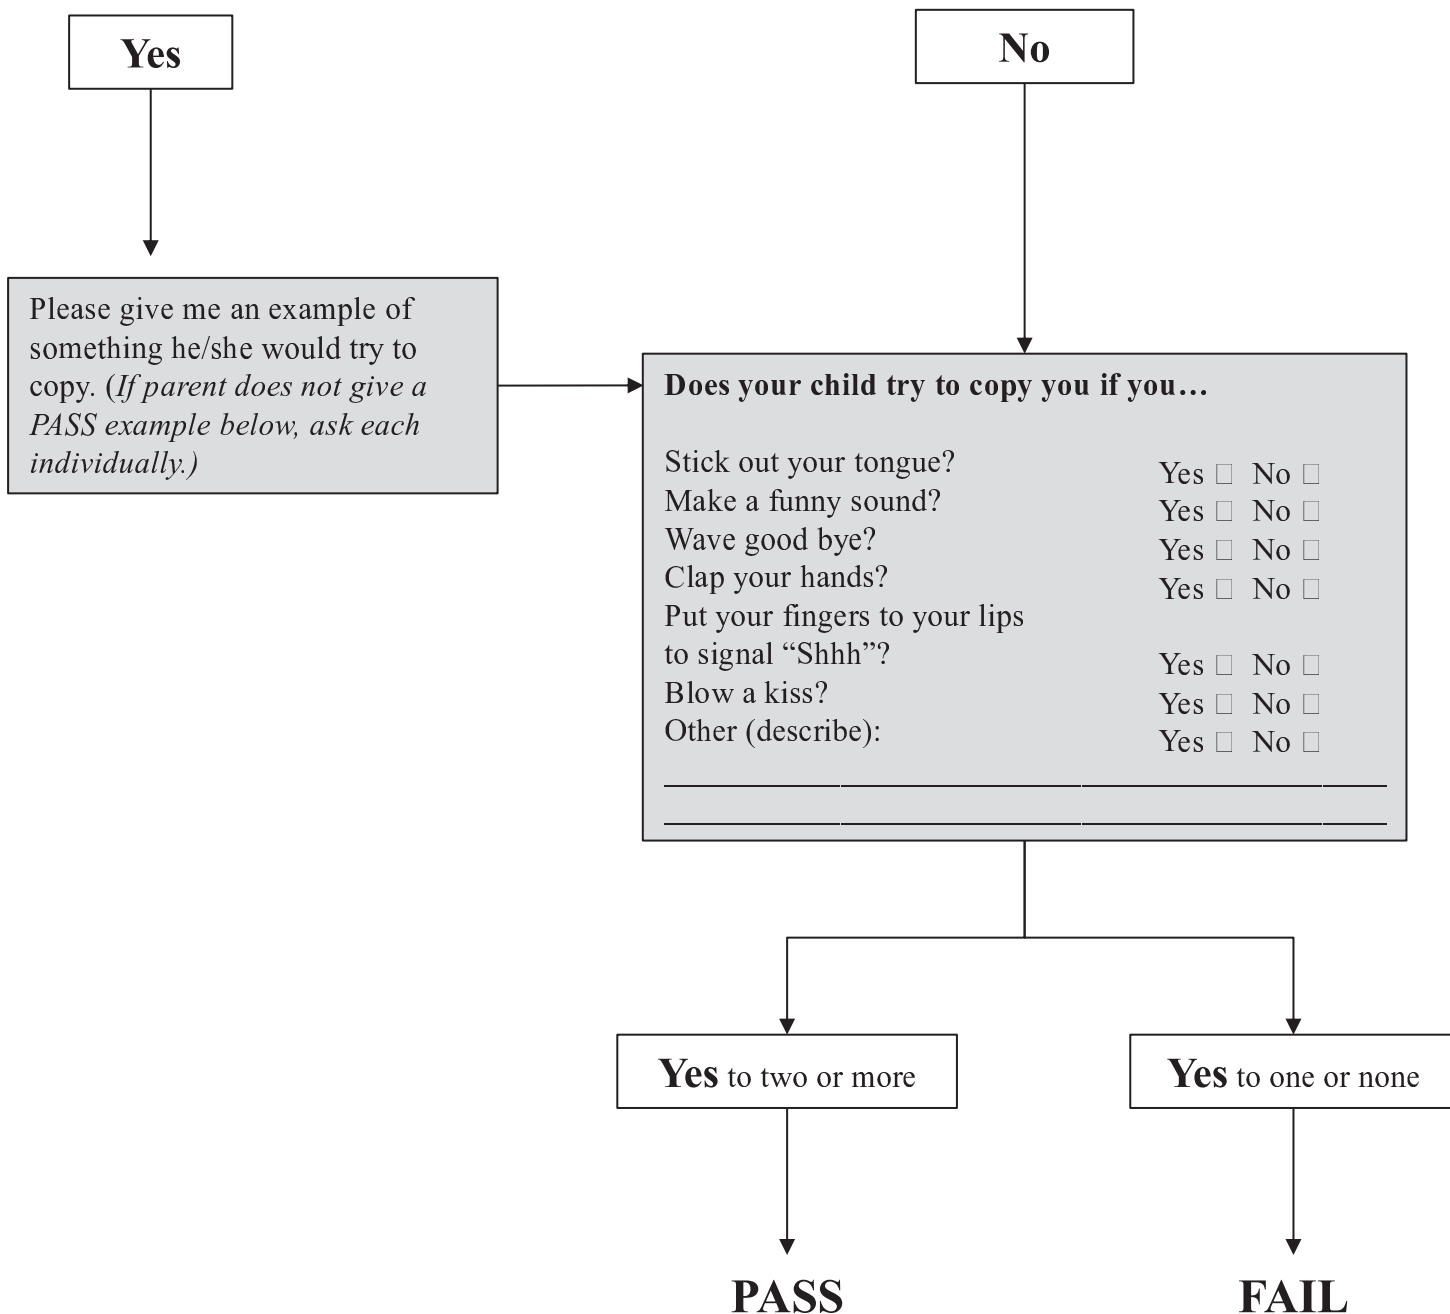 Yes
No
Please give me an example of
something he/she would try to
copy. (If parent does not give a
PASS example below, ask each
individually.)
Does your child try to copy you if you…
Stick out your tongue? Yes □ No □
Make a funny sound? Yes □ No □
Wave good bye? Yes □ No □
Clap your hands? Yes □ No □
Put your fingers to your lips
to signal “Shhh”? Yes □ No □
Blow a kiss? Yes □ No □
Other (describe): Yes □ No □
Yes to two or more
Yes to one or none
PASS
FAIL